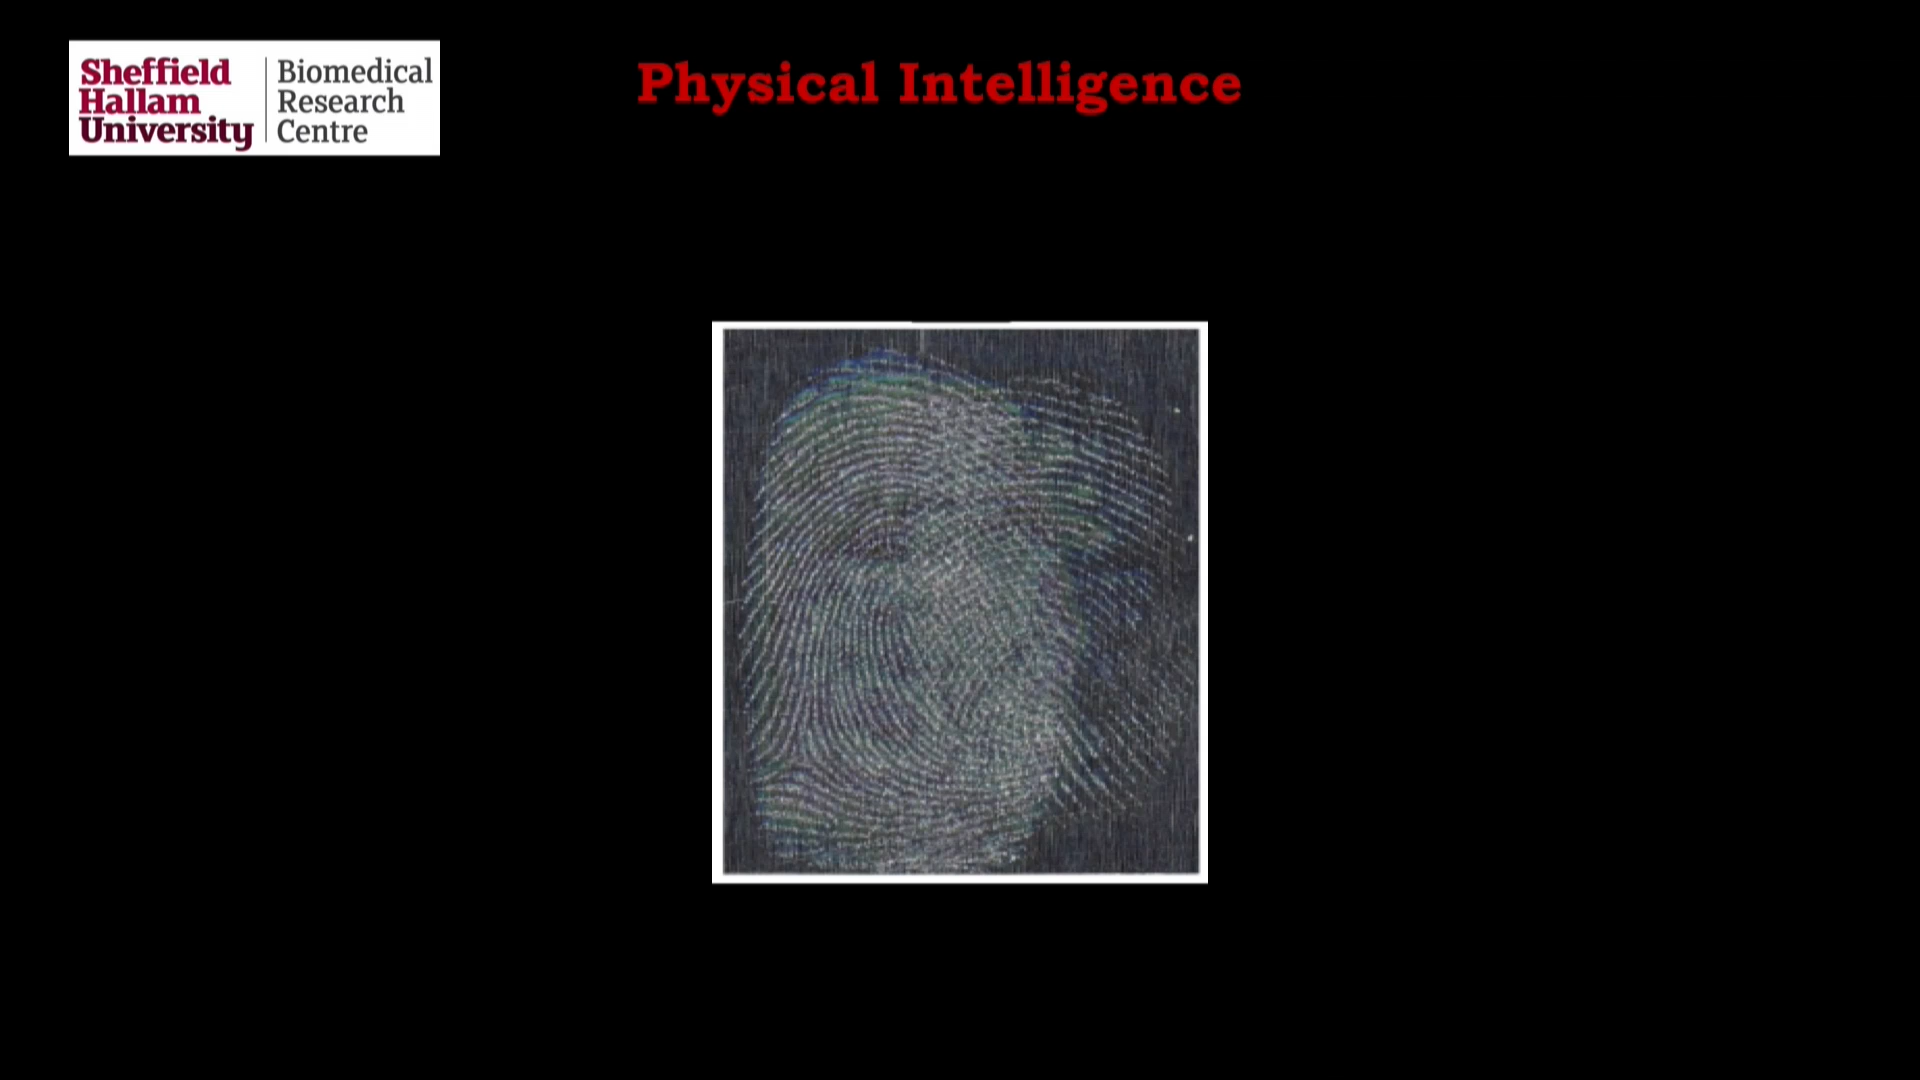 Sheffield
Hallam
University
Biomedical
Research
Centre
Physical Intelligence